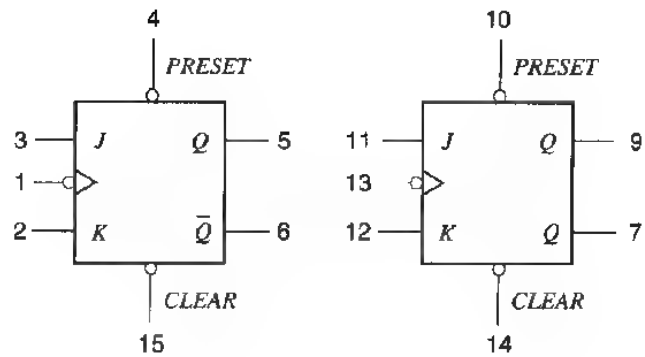 4 10
PRESET PRESET
3 J Q 5 11 J Q 9
1 13
2 K Q̅ 6 12 K Q 7
CLEAR CLEAR
15 14